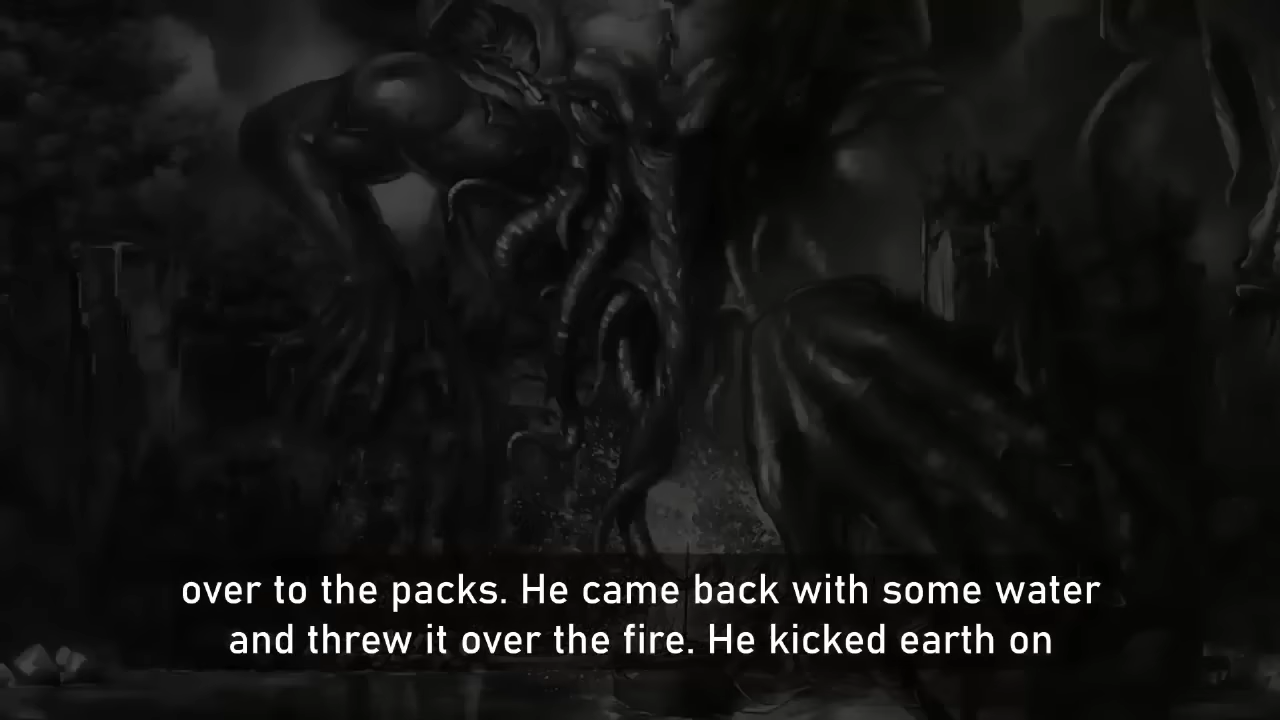 over to the packs. He came back with some water
and threw it over the fire. He kicked earth on